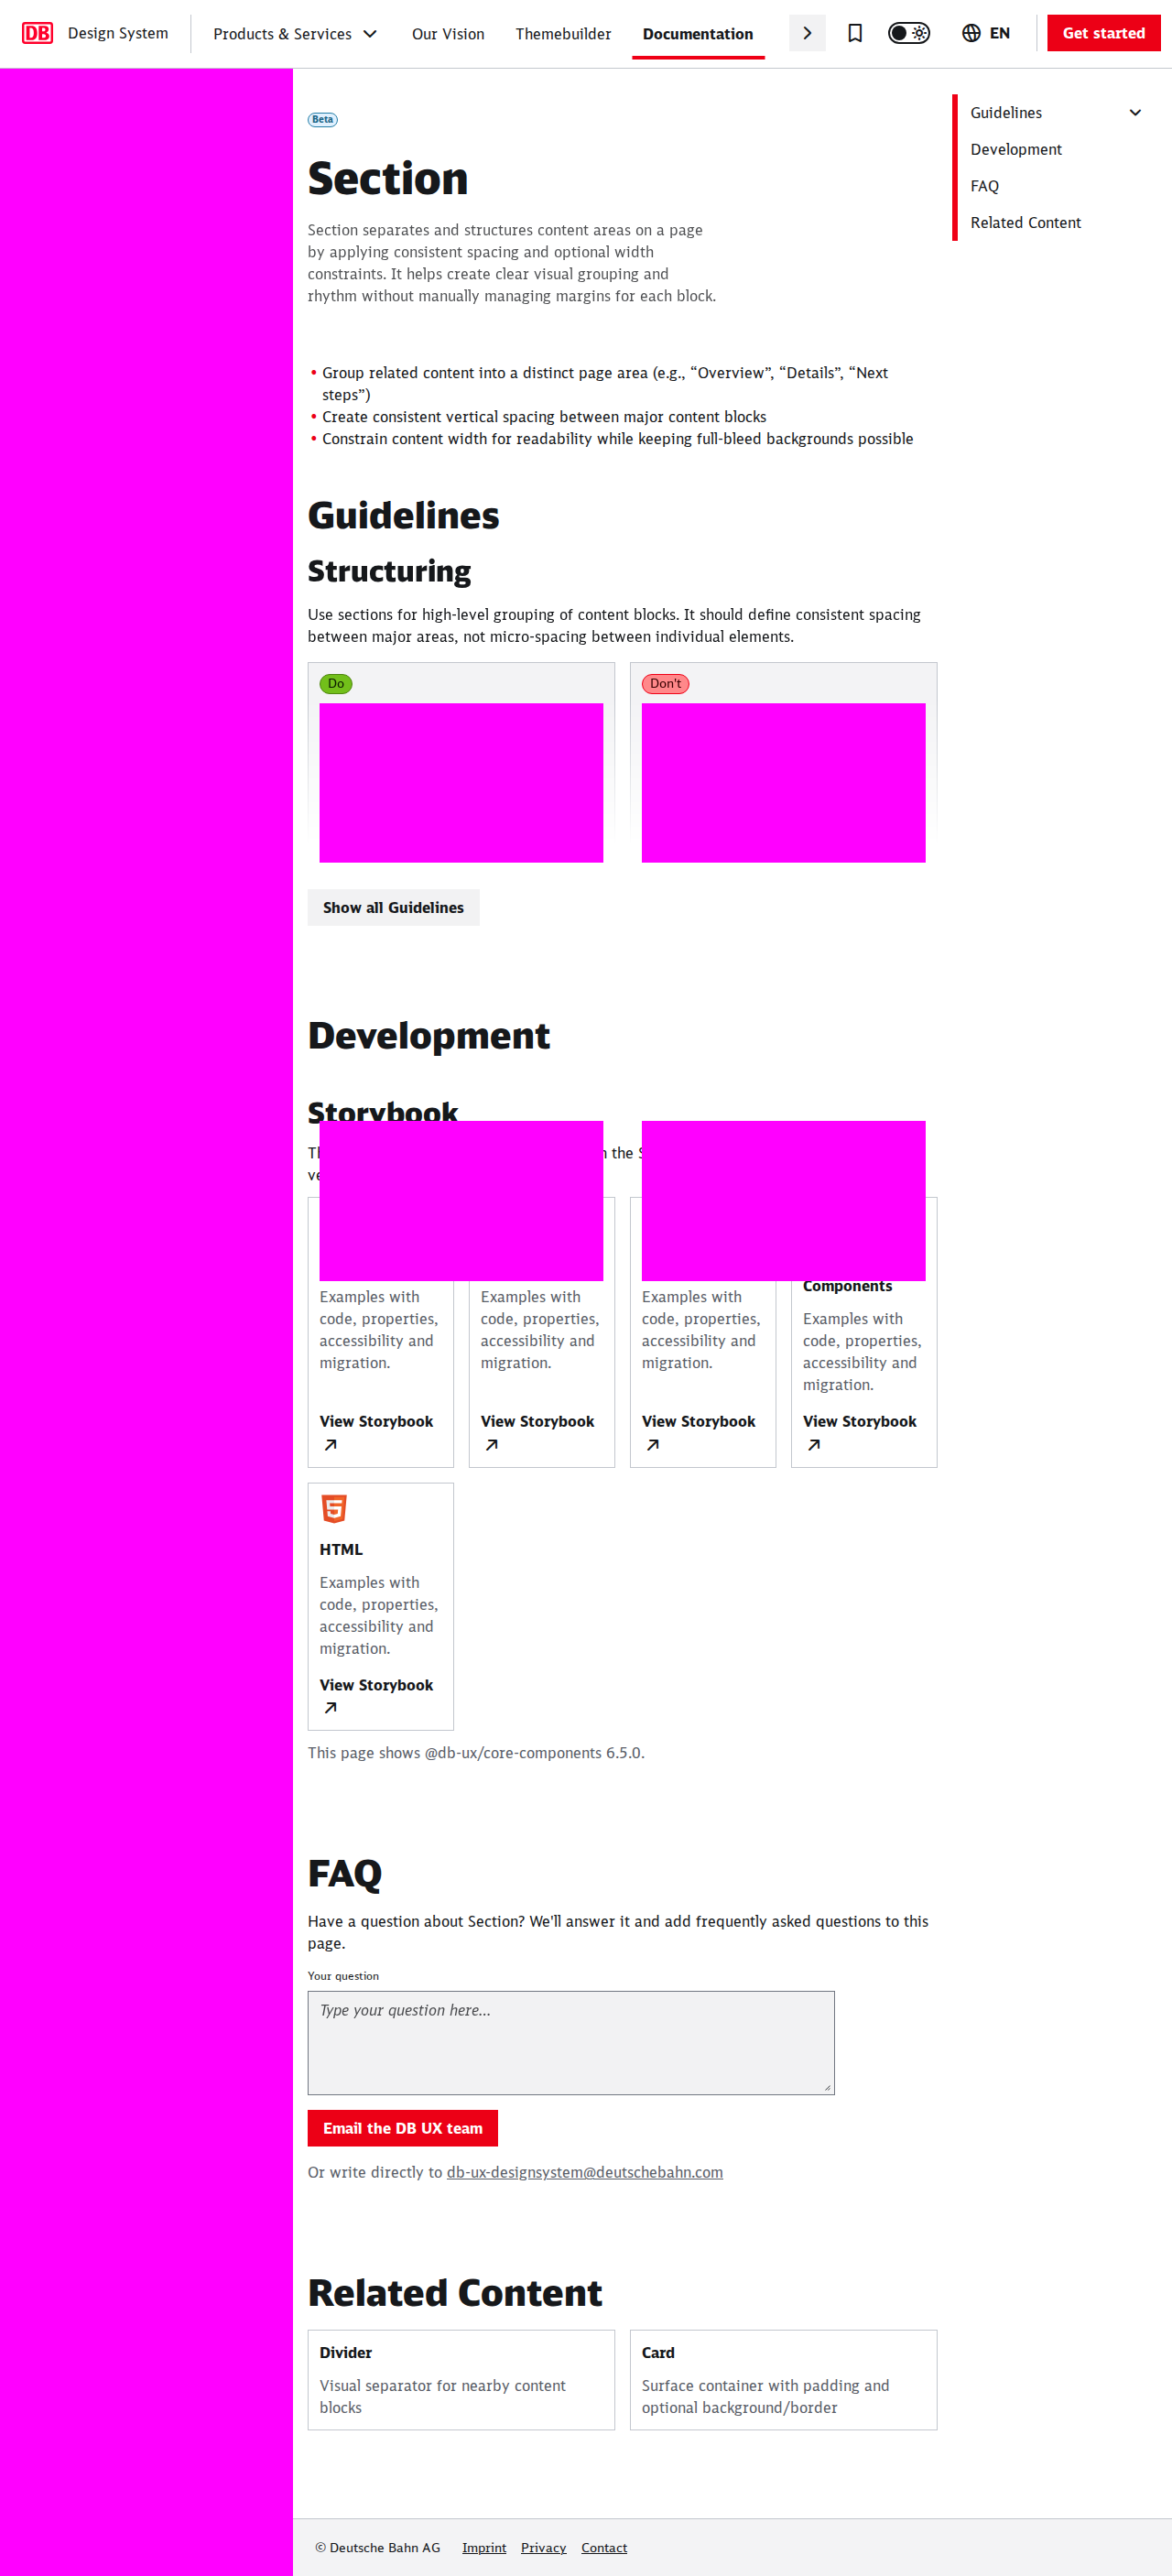 DB Design System Products & Services Our Vision Themebuilder Documentation EN Get started
Guidelines
Development
FAQ
Related Content
Beta
Section
Section separates and structures content areas on a page
by applying consistent spacing and optional width
constraints. It helps create clear visual grouping and
rhythm without manually managing margins for each block.
• Group related content into a distinct page area (e.g., “Overview”, “Details”, “Next
steps”)
• Create consistent vertical spacing between major content blocks
• Constrain content width for readability while keeping full-bleed backgrounds possible
Guidelines
Structuring
Use sections for high-level grouping of content blocks. It should define consistent spacing
between major areas, not micro-spacing between individual elements.
Do
Don't
Show all Guidelines
Development
Storybook
the
Components
Examples with
code, properties,
accessibility and
migration.
View Storybook
Examples with
code, properties,
accessibility and
migration.
View Storybook
Examples with
code, properties,
accessibility and
migration.
View Storybook
Examples with
code, properties,
accessibility and
migration.
View Storybook
HTML
Examples with
code, properties,
accessibility and
migration.
View Storybook
This page shows @db-ux/core-components 6.5.0.
FAQ
Have a question about Section? We'll answer it and add frequently asked questions to this
page.
Your question
Type your question here...
Email the DB UX team
Or write directly to db-ux-designsystem@deutschebahn.com
Related Content
Divider
Visual separator for nearby content
blocks
Card
Surface container with padding and
optional background/border
© Deutsche Bahn AG Imprint Privacy Contact